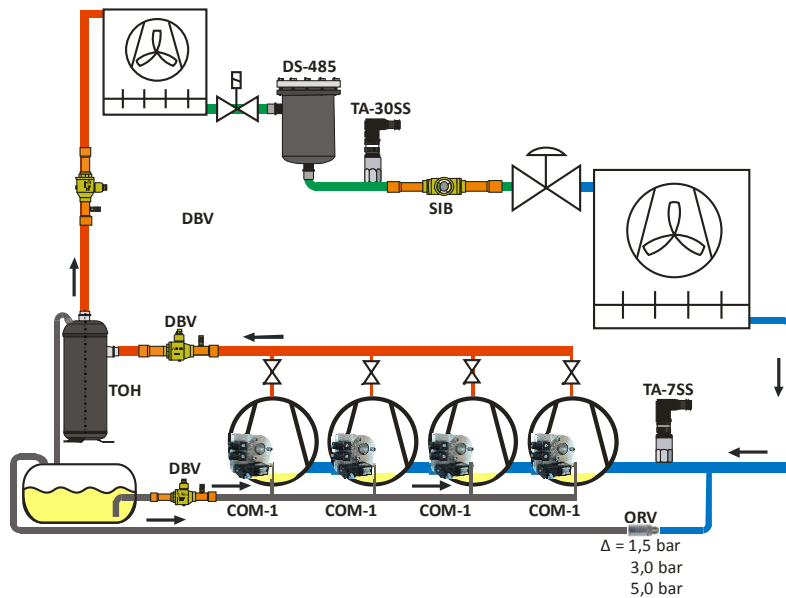 DS-485
TA-30SS
SIB
DBV
DBV
TOH
TA-7SS
DBV
COM-1
COM-1
COM-1
COM-1
ORV
Δ = 1,5 bar
3,0 bar
5,0 bar